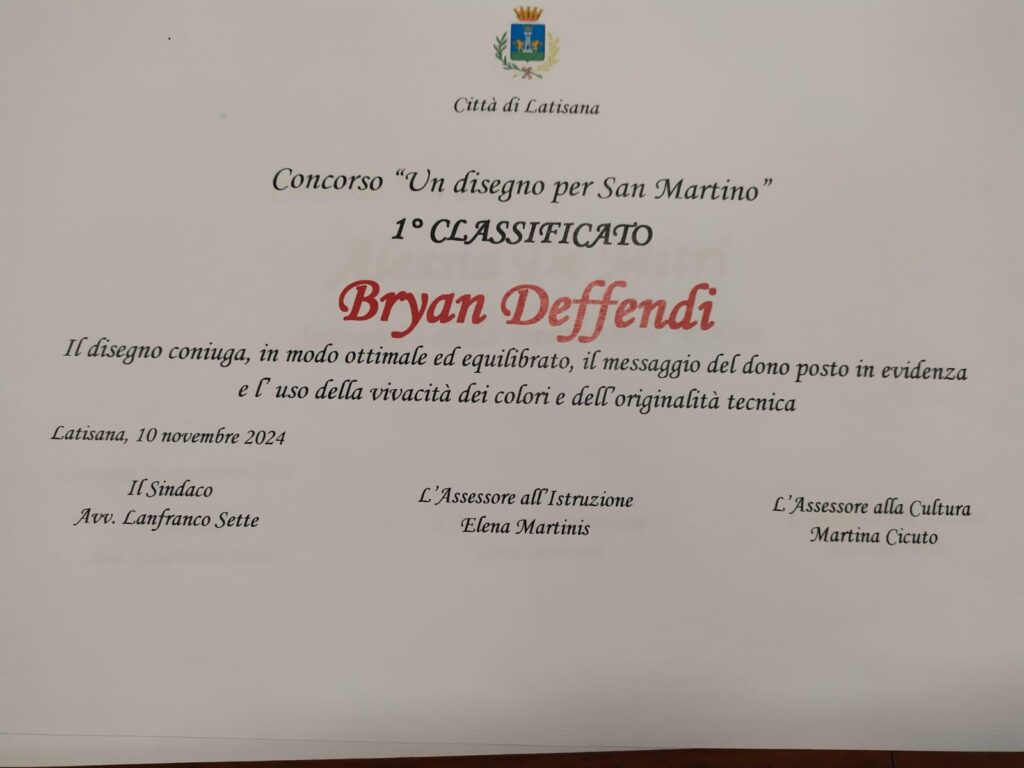 Città di Latisana
Concorso “Un disegno per San Martino”
1° CLASSIFICATO
Bryan Deffendi
Il disegno coniuga, in modo ottimale ed equilibrato, il messaggio del dono posto in evidenza
e l’ uso della vivacità dei colori e dell’originalità tecnica
Latisana, 10 novembre 2024
Il Sindaco
Avv. Lanfranco Sette
L’Assessore all’Istruzione
Elena Martinis
L’Assessore alla Cultura
Martina Cicuto